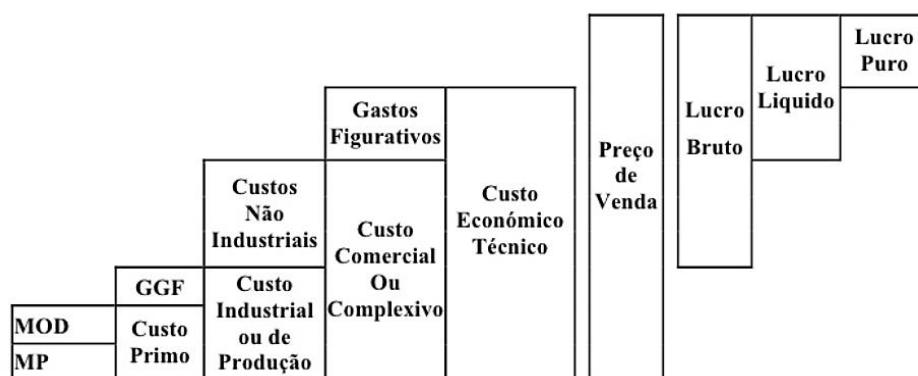 MOD
MP
GGF
Custo
Primo
Custos
Não
Industriais
Custo
Industrial
ou de
Produção
Gastos
Figurativos
Custo
Comercial
Ou
Complexivo
Custo
Económico
Técnico
Preço
de
Venda
Lucro
Bruto
Lucro
Liquido
Lucro
Puro